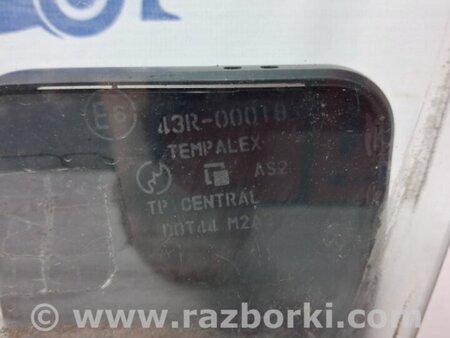 E6 43R-00018
TEMPALEX
AS2
TP CENTRAL
DOT44 M2A
© www.razborki.com